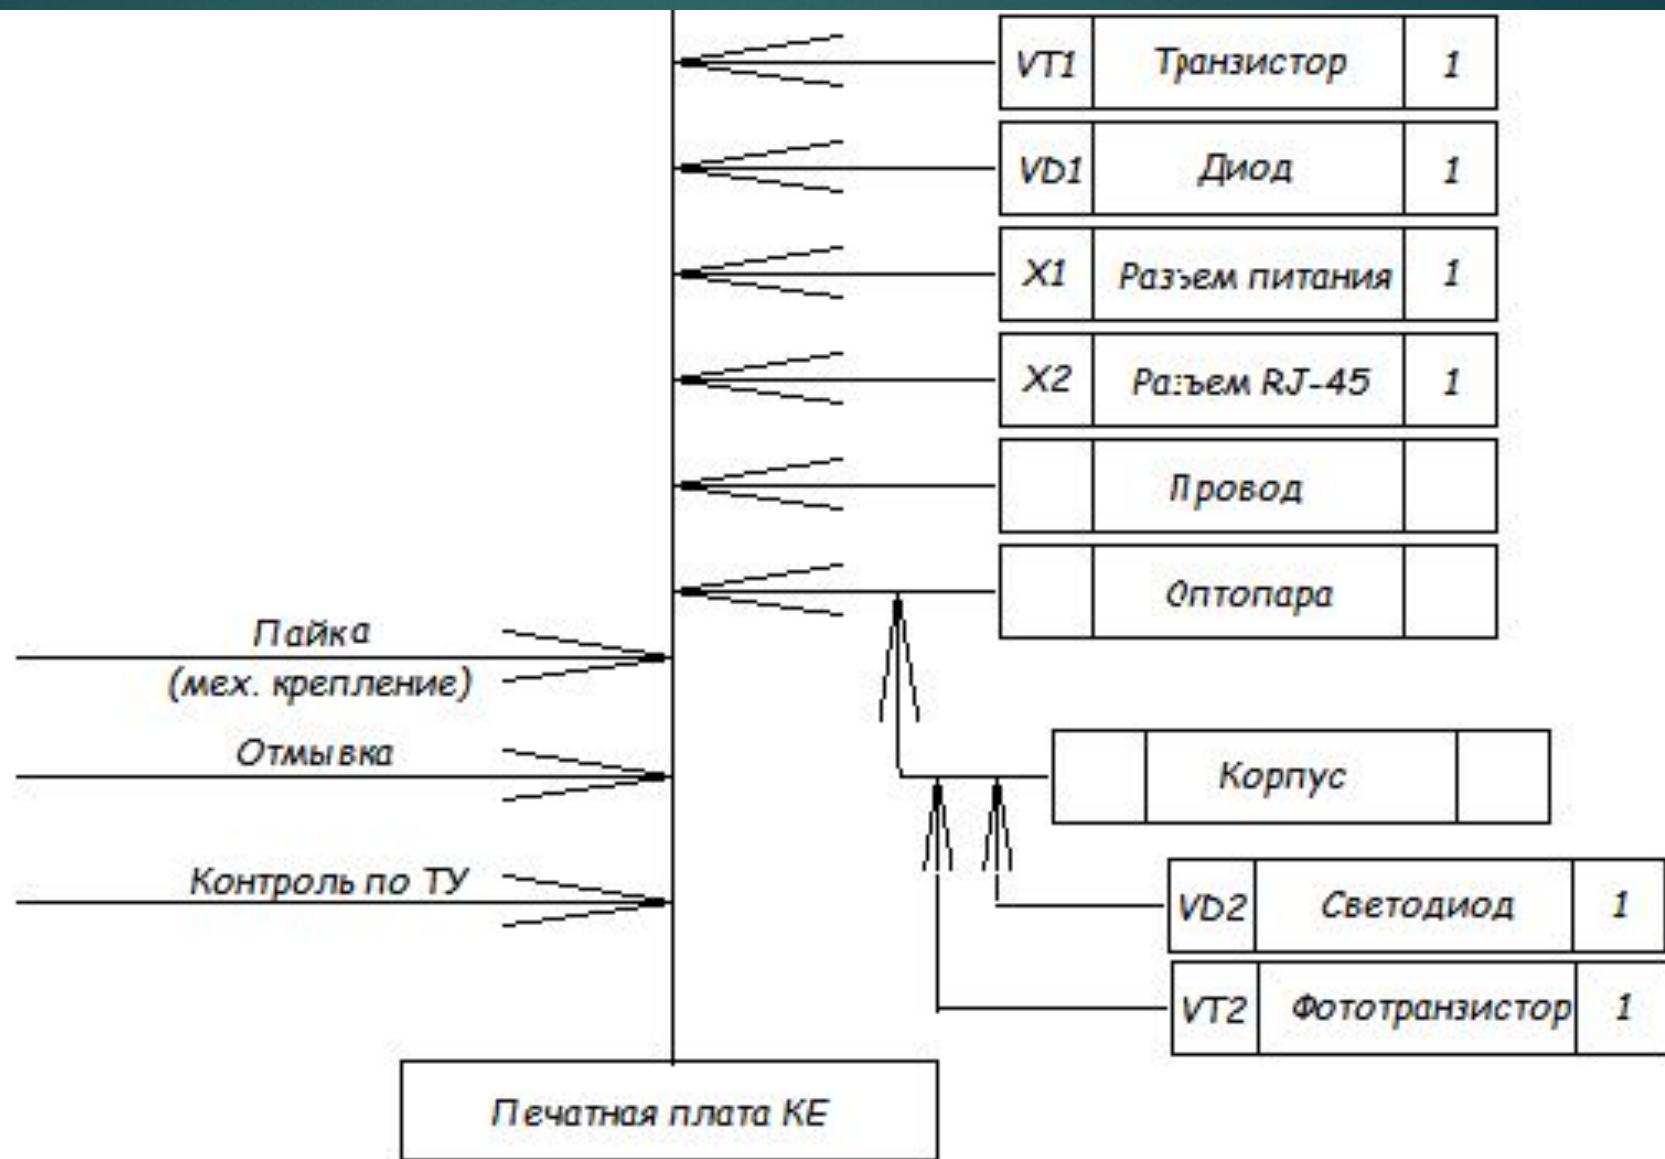 VT1 Транзистор 1
VD1 Диод 1
X1 Разъем питания 1
X2 Разъем RJ-45 1
Провод
Оптопара
Пайка
(мех. крепление)
Отмывка
Корпус
Контроль по ТУ
VD2 Светодиод 1
VT2 Фототранзистор 1
Печатная плата КЕ